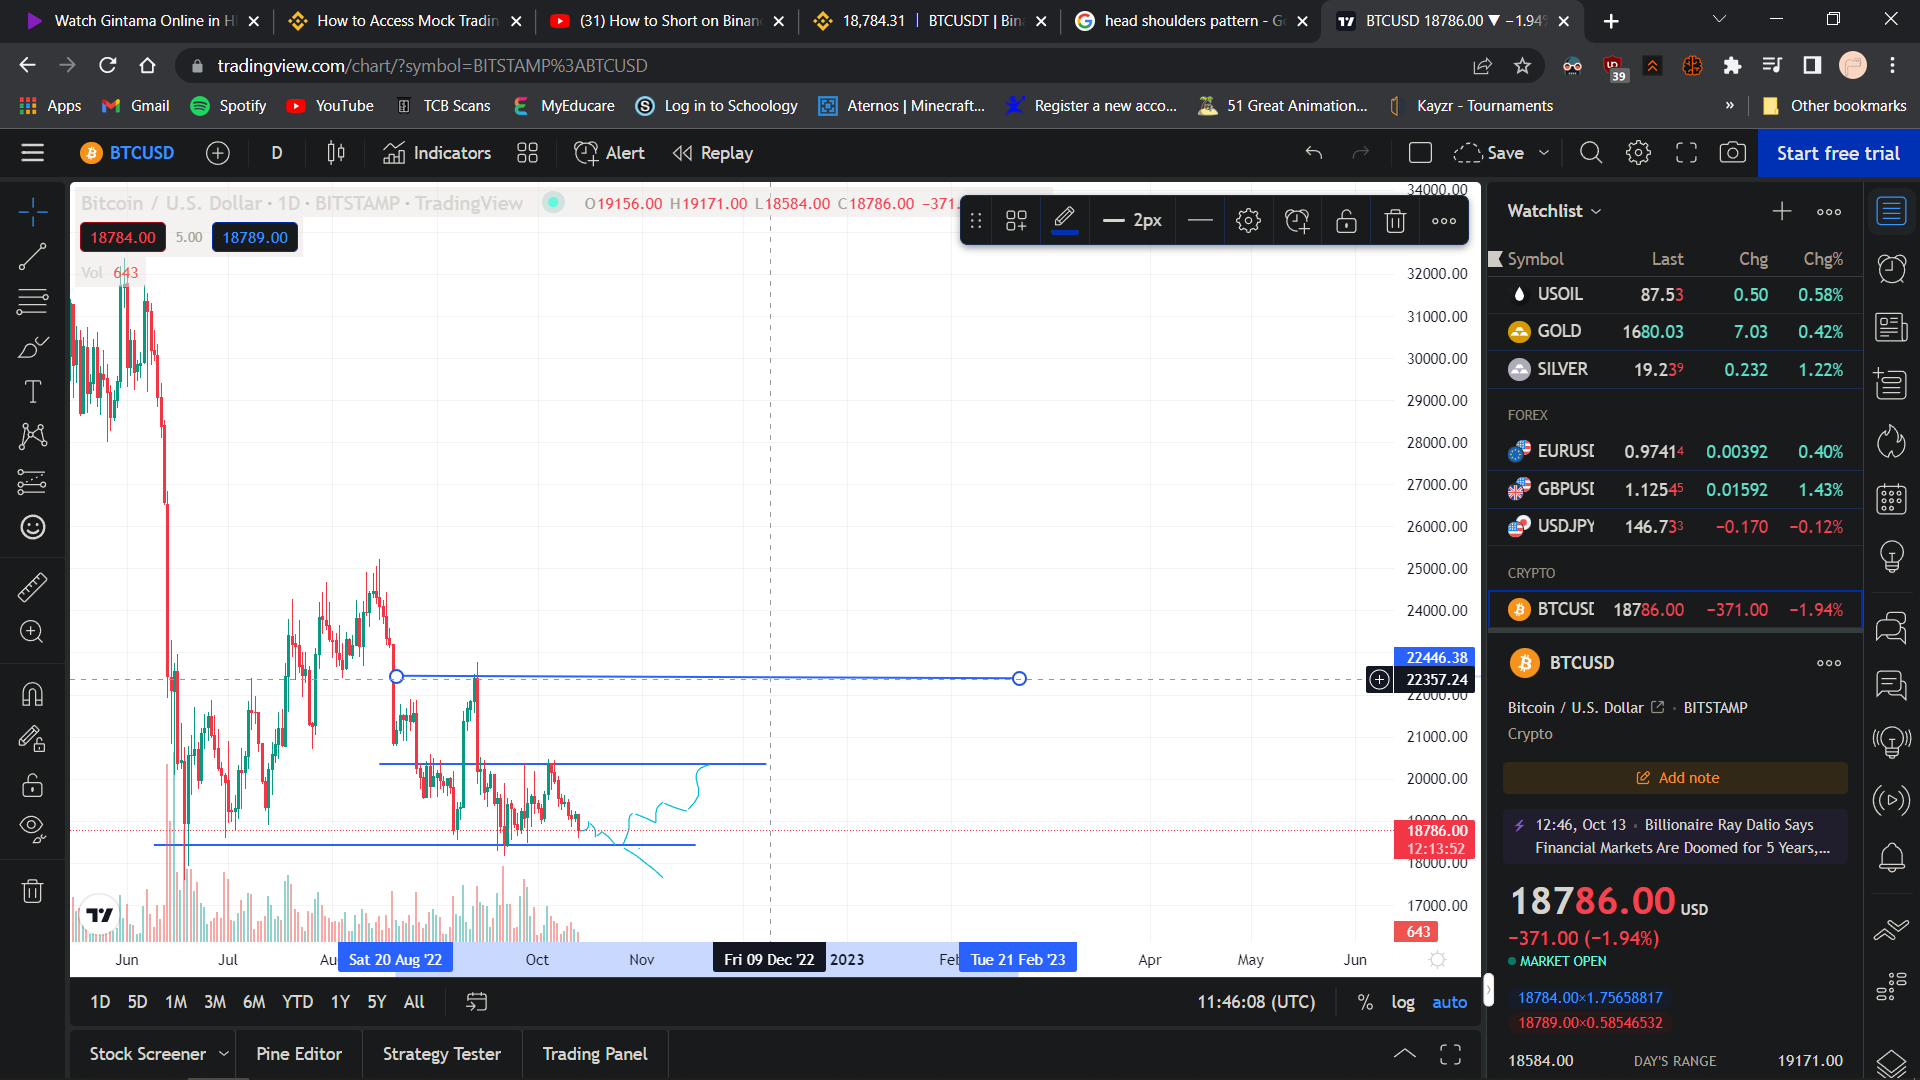 Watch Gintama Online in H
How to Access Mock Tradin
(31) How to Short on Binan
18,784.31 | BTCUSDT | Bin
head shoulders pattern - Go
BTCUSD 18786.00 ▼ −1.94%
tradingview.com/chart/?symbol=BITSTAMP%3ABTCUSD
39
Apps Gmail Spotify YouTube TCB Scans MyEducare Log in to Schoology Aternos | Minecraft... Register a new acco... 51 Great Animation... Kayzr - Tournaments » Other bookmarks
BTCUSD D Indicators Alert Replay Save Start free trial
Bitcoin / U.S. Dollar · 1D · BITSTAMP · TradingView O19156.00 H19171.00 L18584.00 C18786.00 −371.
18784.00 5.00 18789.00
Vol 643
2px
34000.00
32000.00
31000.00
30000.00
29000.00
28000.00
27000.00
26000.00
25000.00
24000.00
22446.38
22357.24
22000.00
21000.00
20000.00
19000.00
18786.00
12:13:52
18000.00
17000.00
643
Jun Jul Au Sat 20 Aug '22 Oct Nov Fri 09 Dec '22 2023 Feb Tue 21 Feb '23 Apr May Jun
1D 5D 1M 3M 6M YTD 1Y 5Y All 11:46:08 (UTC) % log auto
Stock Screener Pine Editor Strategy Tester Trading Panel
Watchlist
Symbol Last Chg Chg%
USOIL 87.53 0.50 0.58%
GOLD 1680.03 7.03 0.42%
SILVER 19.239 0.232 1.22%
FOREX
EURUSD 0.97414 0.00392 0.40%
GBPUSD 1.12545 0.01592 1.43%
USDJPY 146.733 −0.170 −0.12%
CRYPTO
BTCUSD 18786.00 −371.00 −1.94%
BTCUSD
Bitcoin / U.S. Dollar · BITSTAMP
Crypto
Add note
12:46, Oct 13 · Billionaire Ray Dalio Says
Financial Markets Are Doomed for 5 Years,...
18786.00 USD
−371.00 (−1.94%)
MARKET OPEN
18784.00×1.75658817
18789.00×0.58546532
18584.00 DAY'S RANGE 19171.00